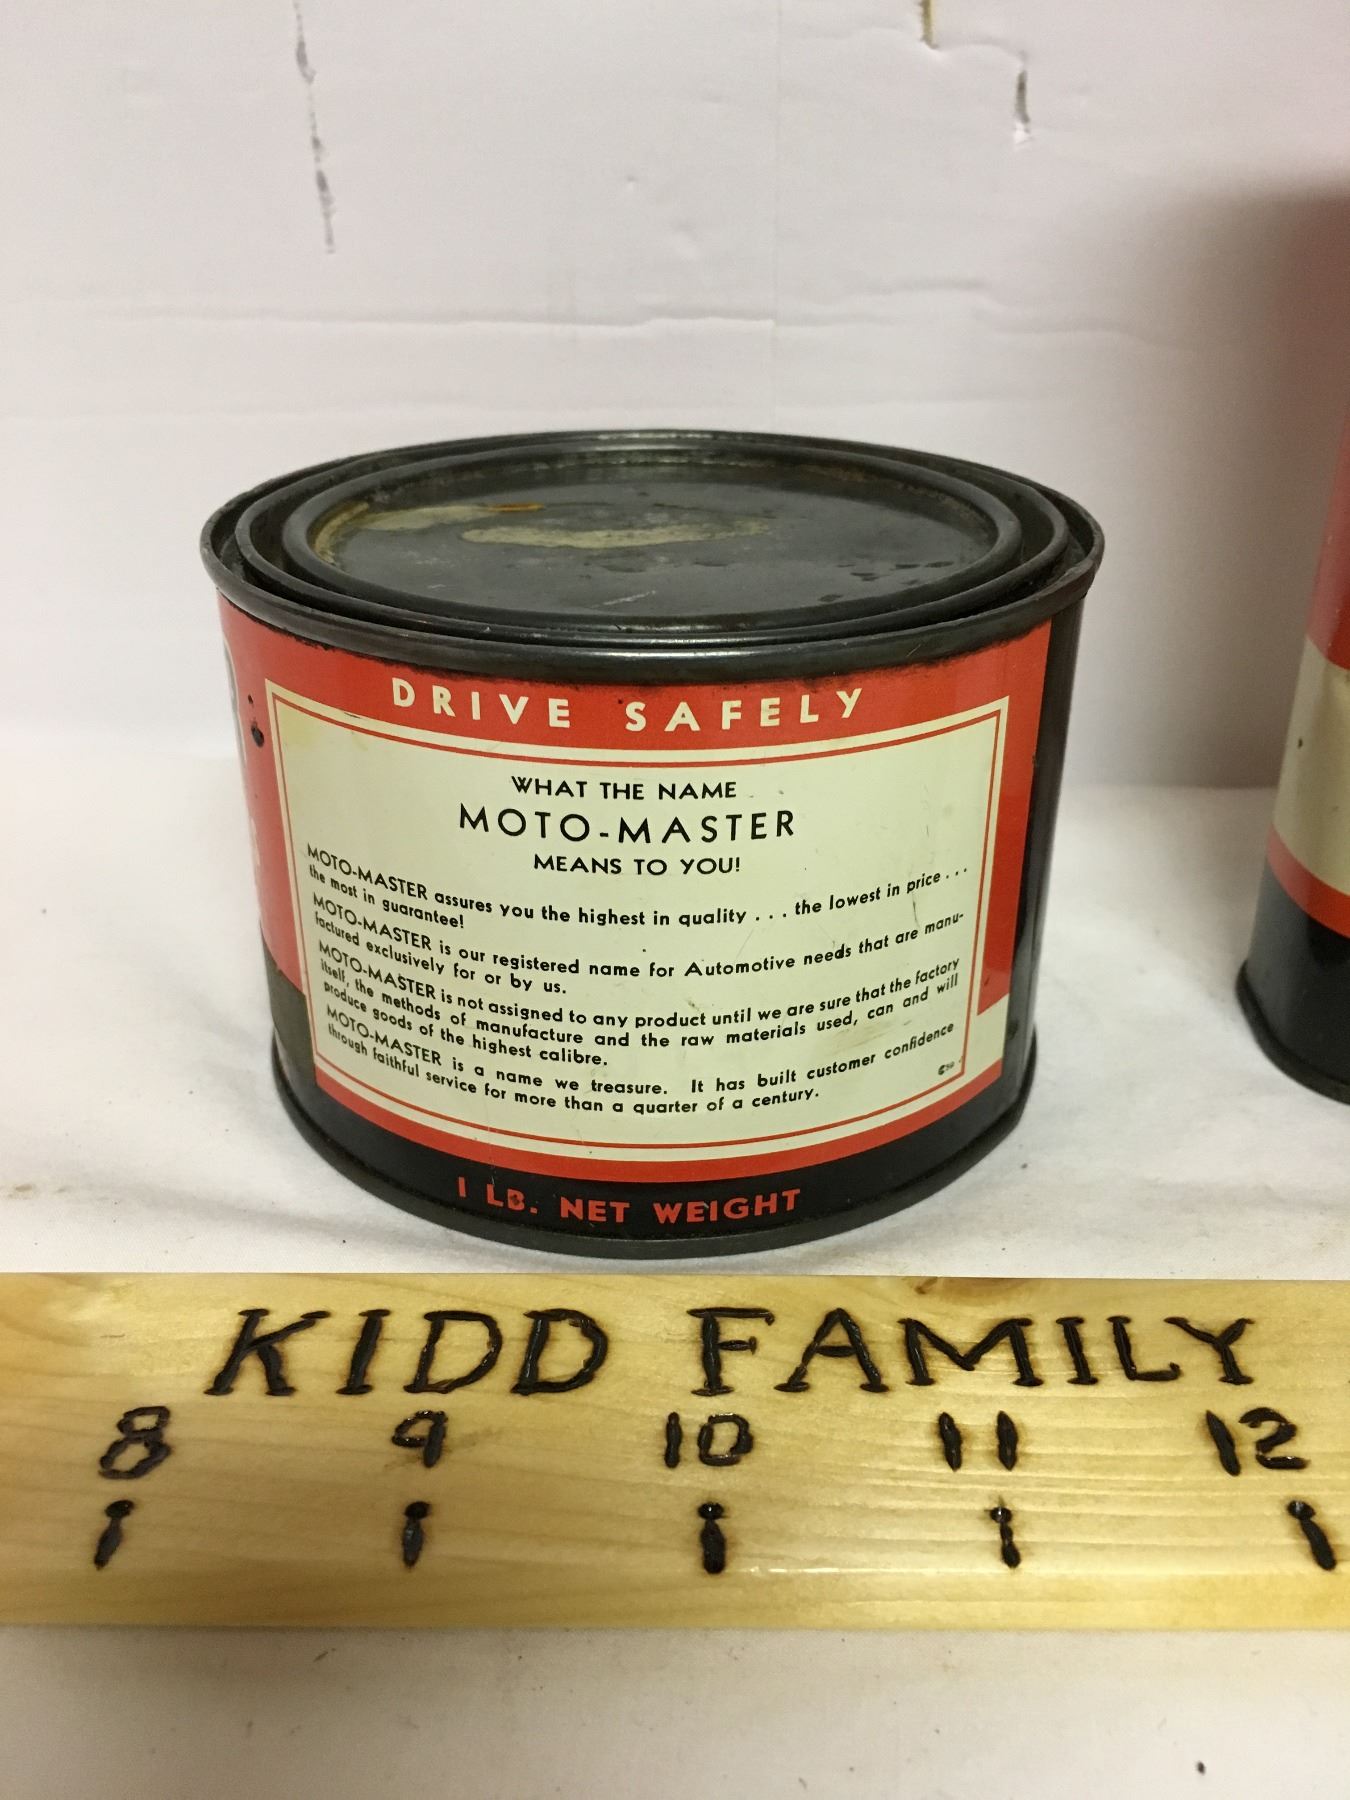 DRIVE SAFELY
WHAT THE NAME
MOTO-MASTER
MEANS TO YOU!
MOTO-MASTER assures you the highest in quality . . . the lowest in price . . .
the most in guarantee!
MOTO-MASTER is our registered name for Automotive needs that are manu-
factured exclusively for or by us.
MOTO-MASTER is not assigned to any product until we are sure that the factory
itself, the methods of manufacture and the raw materials used, can and will
produce goods of the highest calibre.
MOTO-MASTER is a name we treasure. It has built customer confidence
through faithful service for more than a quarter of a century.
1 LB. NET WEIGHT
KIDD FAMILY
8 9 10 11 12